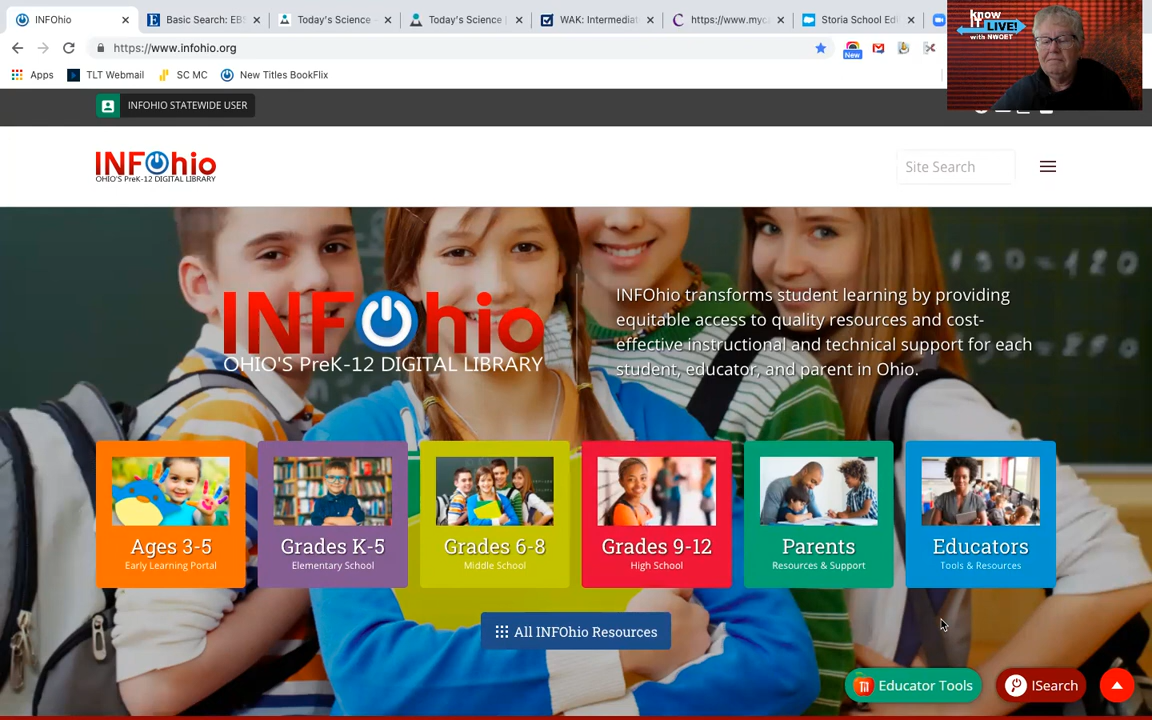 INFOhio
Basic Search: EBS
Today's Science -
Today's Science |
WAK: Intermediat
https://www.myca
Storia School Edi
https://www.infohio.org
New
Apps
TLT Webmail
SC MC
New Titles BookFlix
know
IT LIVE!
with NWOET
INFOHIO STATEWIDE USER
INFOhio
OHIO'S PreK-12 DIGITAL LIBRARY
Site Search
INFOhio
OHIO'S PreK-12 DIGITAL LIBRARY
INFOhio transforms student learning by providing
equitable access to quality resources and cost-
effective instructional and technical support for each
student, educator, and parent in Ohio.
Ages 3-5
Early Learning Portal
Grades K-5
Elementary School
Grades 6-8
Middle School
Grades 9-12
High School
Parents
Resources & Support
Educators
Tools & Resources
All INFOhio Resources
Educator Tools
ISearch